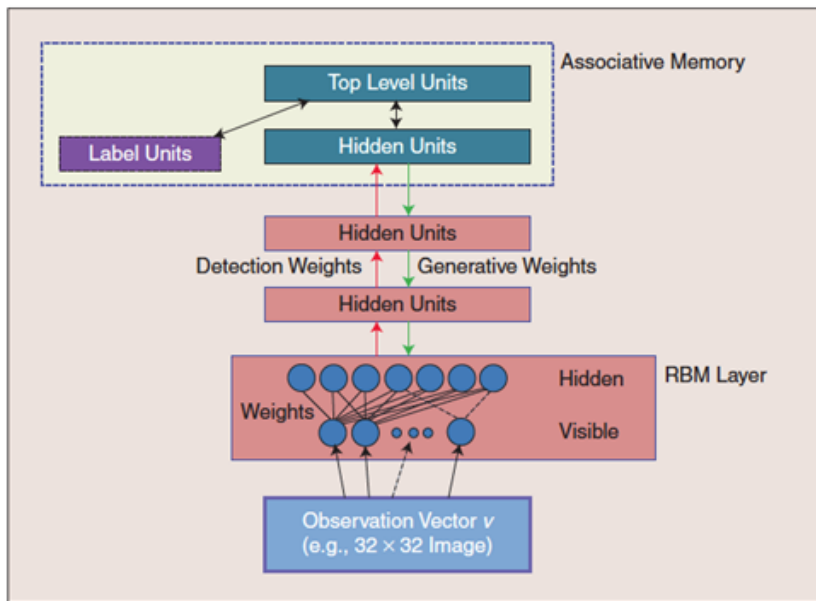 Associative Memory
Top Level Units
Label Units
Hidden Units
Hidden Units
Detection Weights
Generative Weights
Hidden Units
Hidden
RBM Layer
Weights
Visible
Observation Vector v
(e.g., 32 × 32 Image)